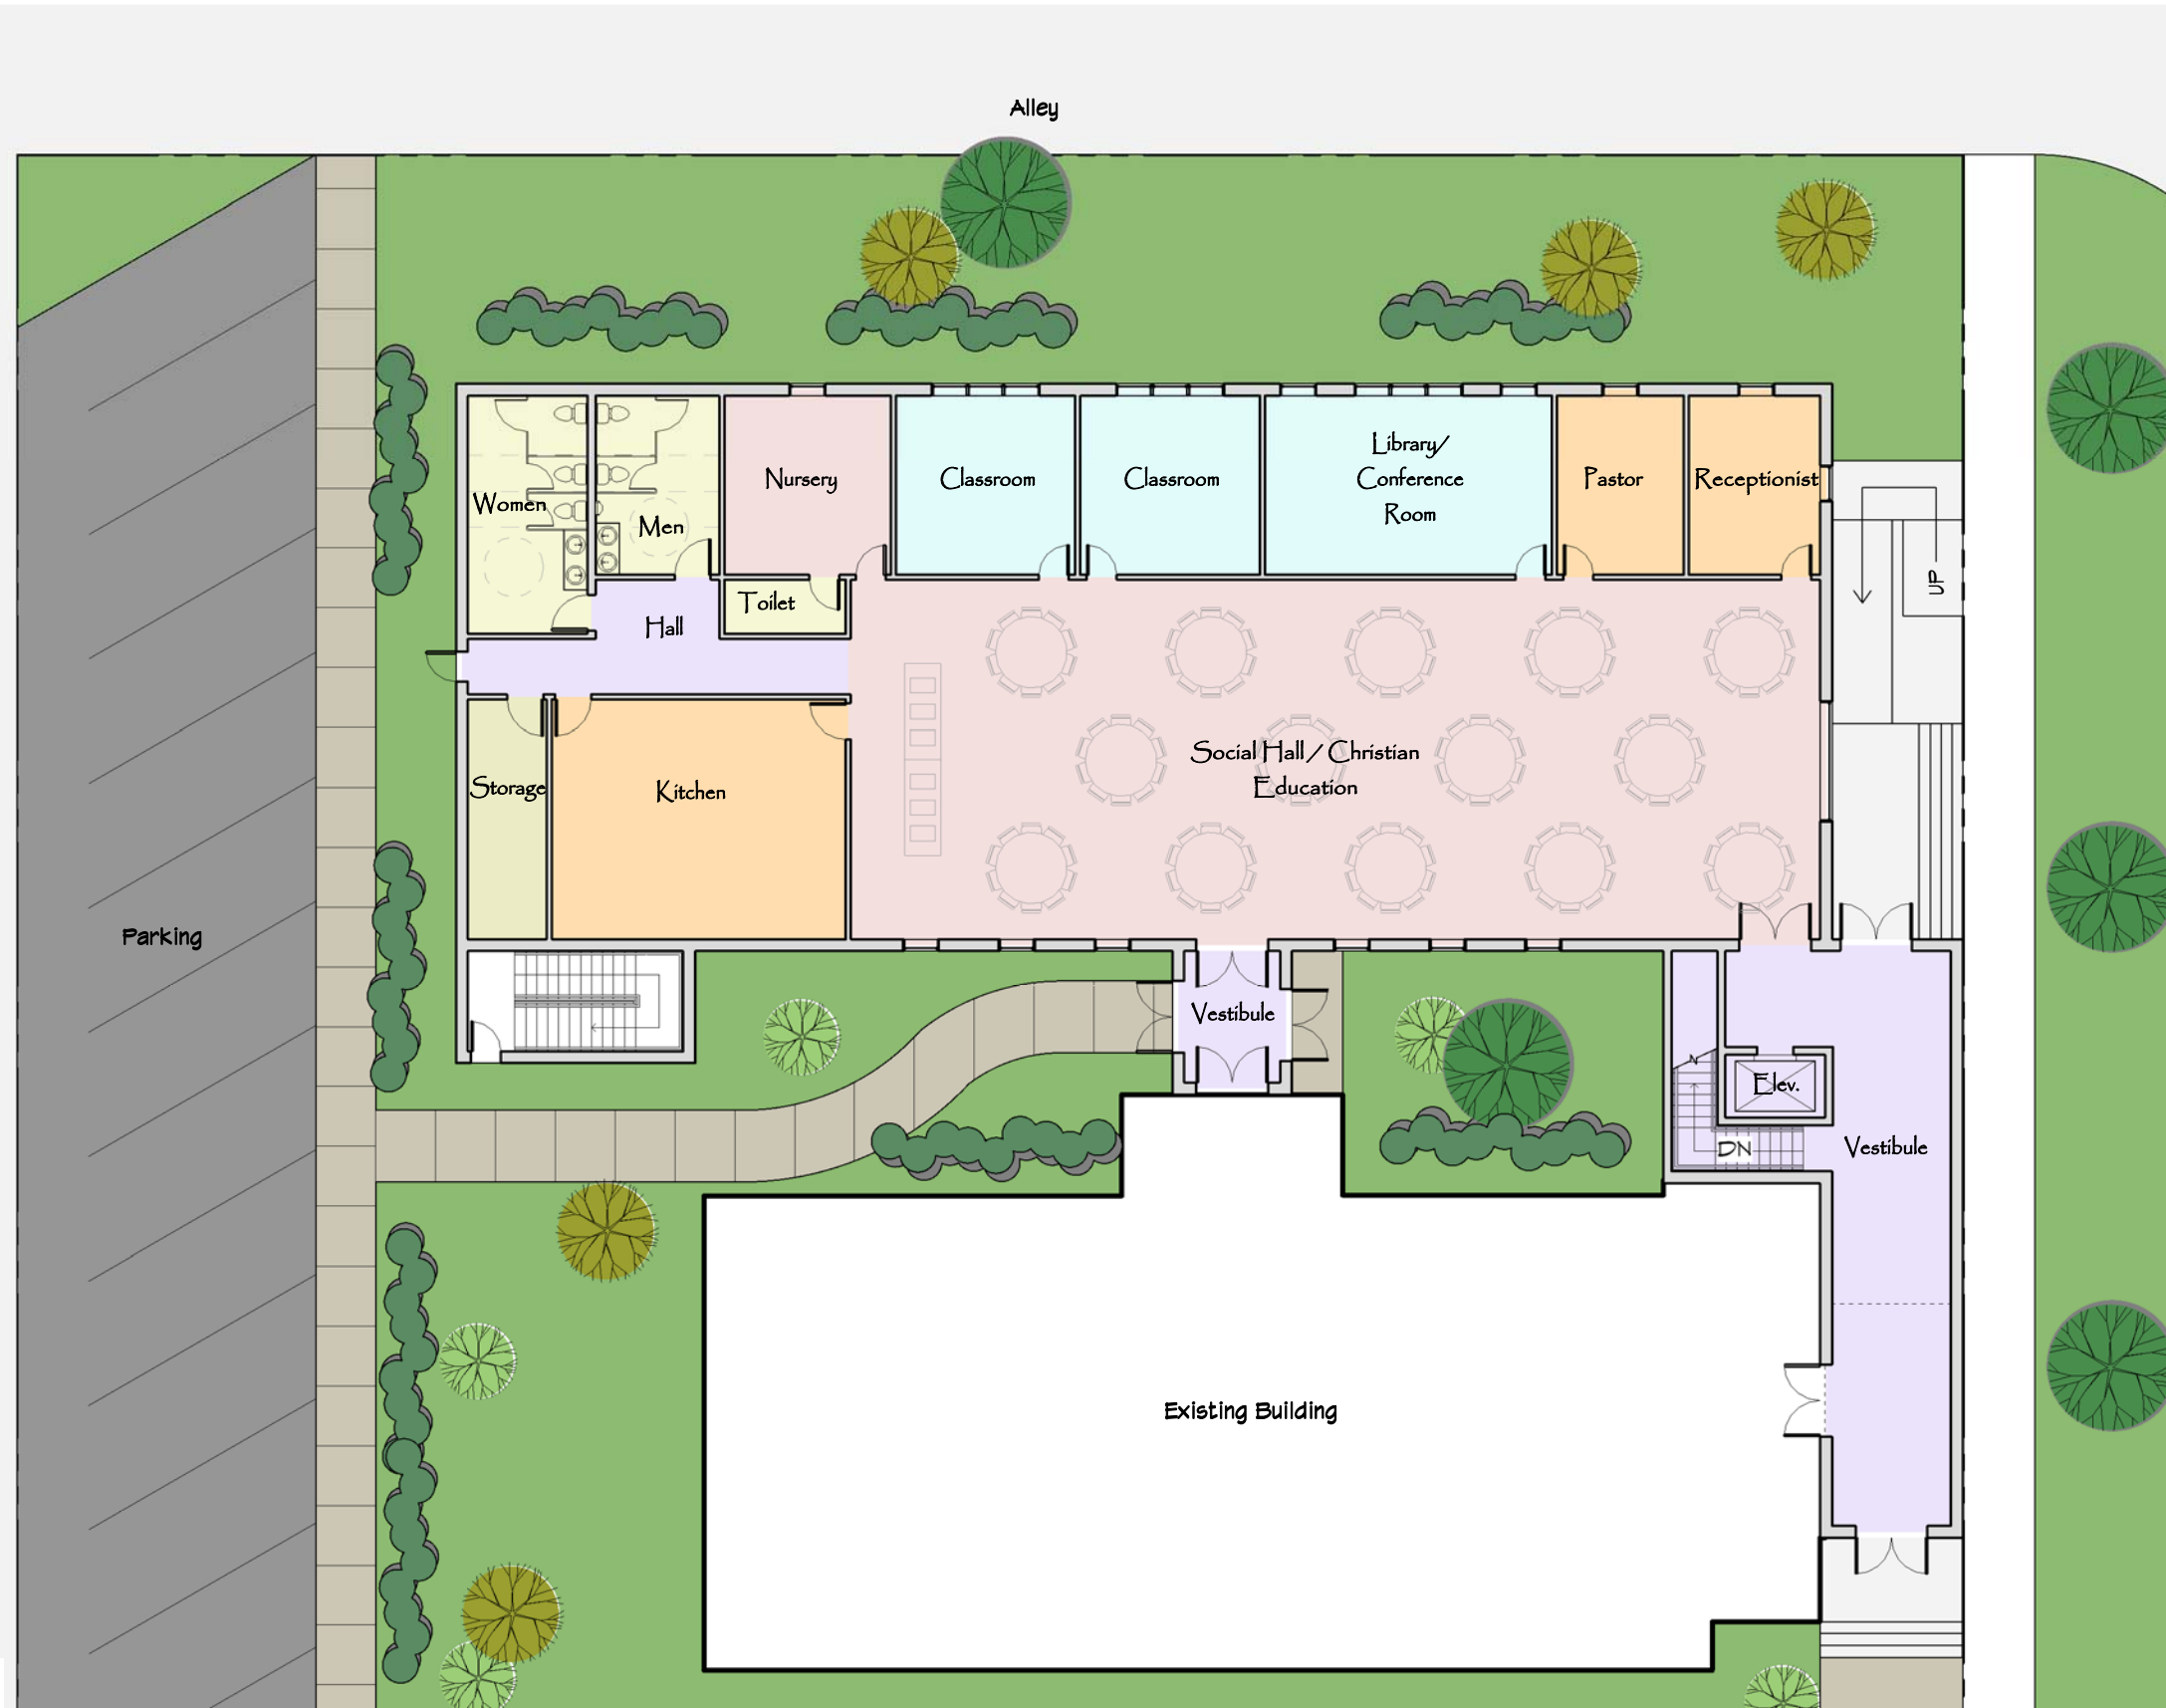 Alley
Women
Men
Nursery
Classroom
Classroom
Library/
Conference
Room
Pastor
Receptionist
UP
Toilet
Hall
Storage
Kitchen
Social Hall / Christian
Education
Parking
Vestibule
N
Elev.
DN
Vestibule
Existing Building